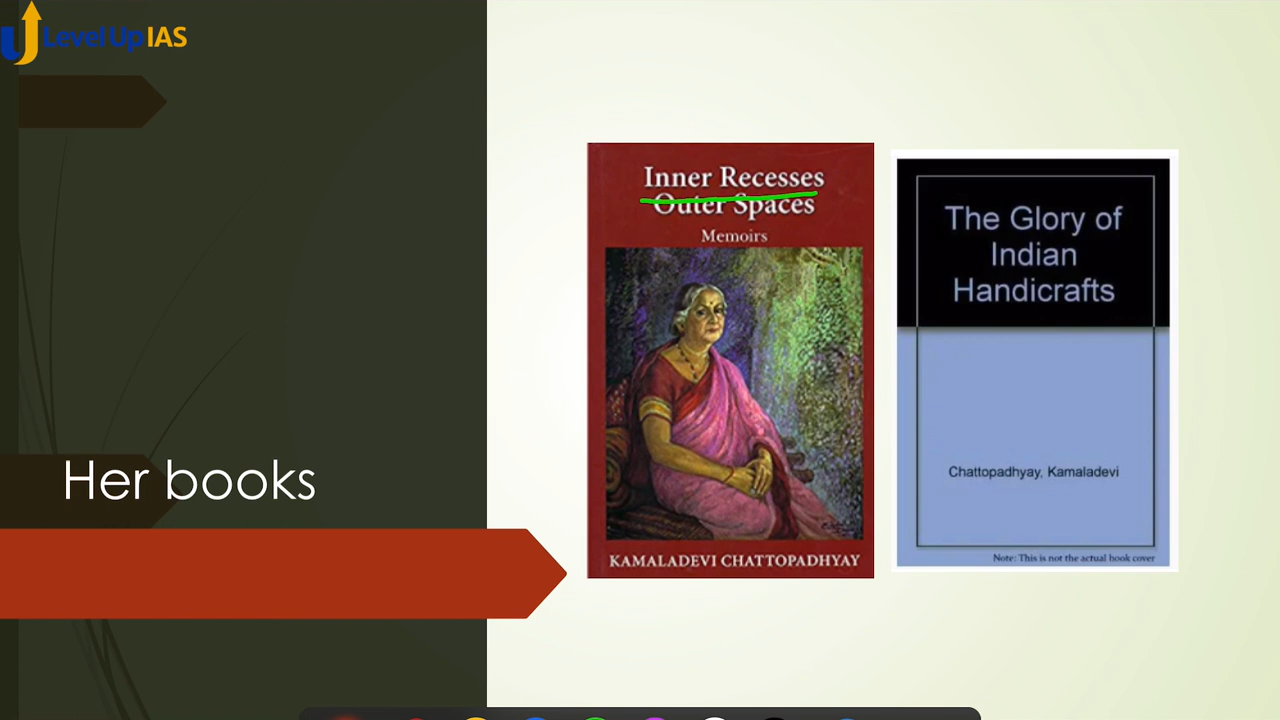 Level Up IAS
Her books
Inner Recesses
Outer Spaces
Memoirs
KAMALADEVI CHATTOPADHYAY
The Glory of
Indian
Handicrafts
Chattopadhyay, Kamaladevi
Note: This is not the actual book cover